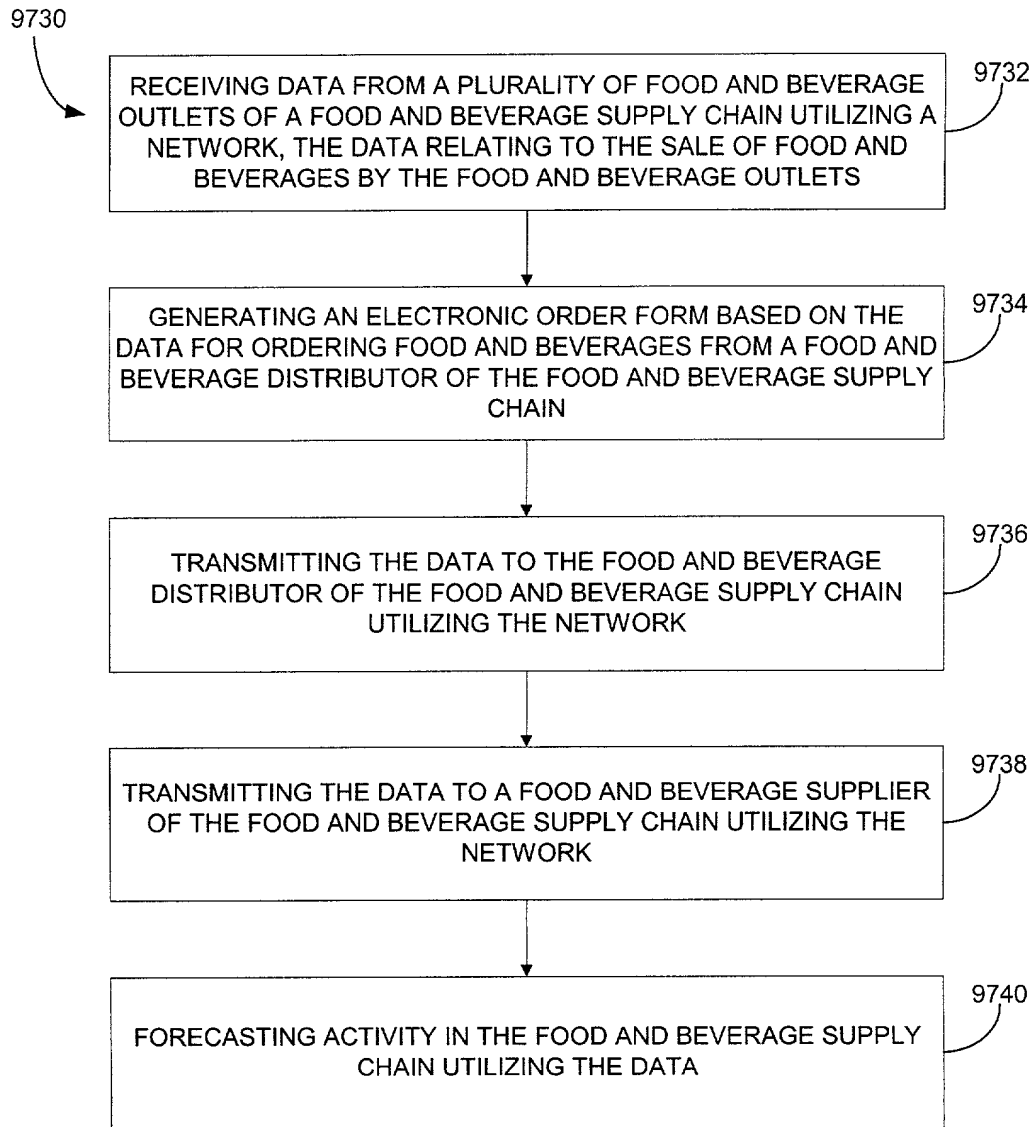 9730
RECEIVING DATA FROM A PLURALITY OF FOOD AND BEVERAGE
OUTLETS OF A FOOD AND BEVERAGE SUPPLY CHAIN UTILIZING A
NETWORK, THE DATA RELATING TO THE SALE OF FOOD AND
BEVERAGES BY THE FOOD AND BEVERAGE OUTLETS
9732
GENERATING AN ELECTRONIC ORDER FORM BASED ON THE
DATA FOR ORDERING FOOD AND BEVERAGES FROM A FOOD AND
BEVERAGE DISTRIBUTOR OF THE FOOD AND BEVERAGE SUPPLY
CHAIN
9734
TRANSMITTING THE DATA TO THE FOOD AND BEVERAGE
DISTRIBUTOR OF THE FOOD AND BEVERAGE SUPPLY CHAIN
UTILIZING THE NETWORK
9736
TRANSMITTING THE DATA TO A FOOD AND BEVERAGE SUPPLIER
OF THE FOOD AND BEVERAGE SUPPLY CHAIN UTILIZING THE
NETWORK
9738
FORECASTING ACTIVITY IN THE FOOD AND BEVERAGE SUPPLY
CHAIN UTILIZING THE DATA
9740